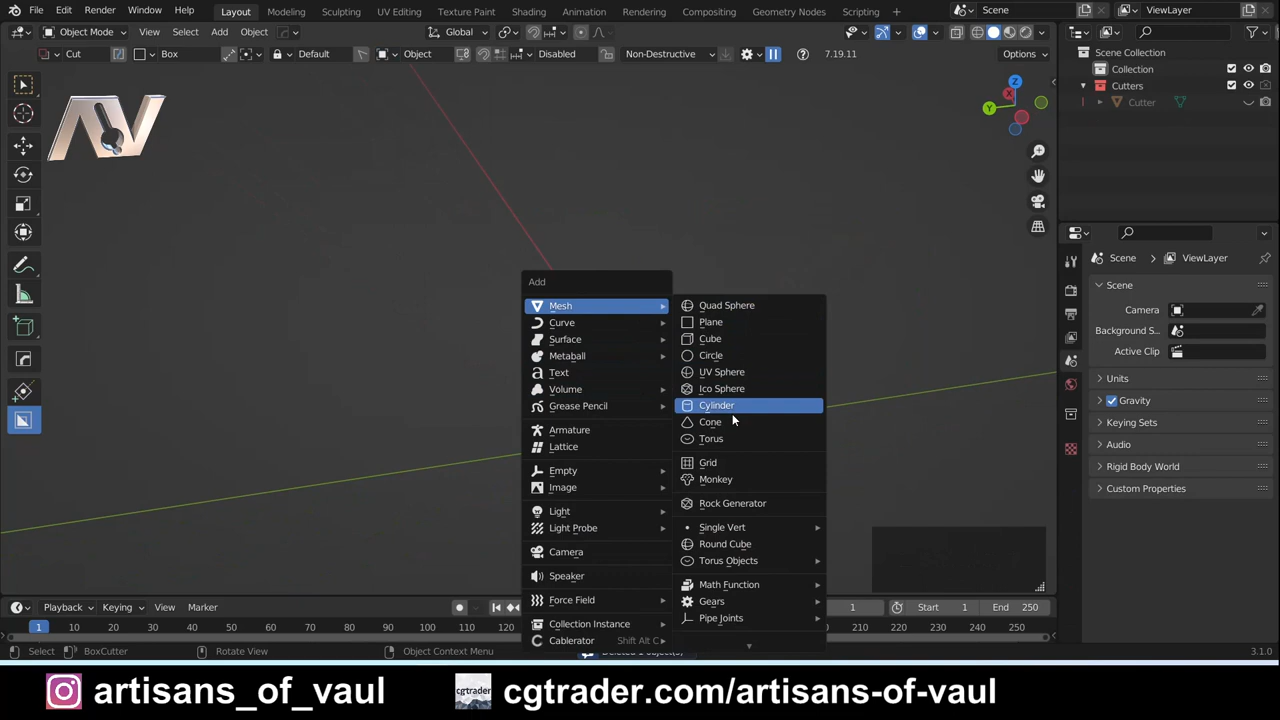 File Edit Render Window Help Layout Modeling Sculpting UV Editing Texture Paint Shading Animation Rendering Compositing Geometry Nodes Scripting + Scene ViewLayer
Object Mode View Select Add Object Global Options
Cut Box Default Object Disabled Non-Destructive 7.19.11
AV
Z
Y
X
Scene Collection
Collection
Cutters
Cutter
Scene ViewLayer
Scene
Camera
Background S...
Active Clip
Units
Gravity
Keying Sets
Audio
Rigid Body World
Custom Properties
Add
Mesh
Curve
Surface
Metaball
Text
Volume
Grease Pencil
Armature
Lattice
Empty
Image
Light
Light Probe
Camera
Speaker
Force Field
Collection Instance
Cablerator Shift Alt C
Quad Sphere
Plane
Cube
Circle
UV Sphere
Ico Sphere
Cylinder
Cone
Torus
Grid
Monkey
Rock Generator
Single Vert
Round Cube
Torus Objects
Math Function
Gears
Pipe Joints
Playback Keying View Marker 1 Start 1 End 250
1 10 20 30 40 50 60 70 80 90 100 110 210 220 230 240 250
Select BoxCutter Rotate View Object Context Menu Deleted 1 object(s) 3.1.0
artisans_of_vaul cgtrader cgtrader.com/artisans-of-vaul